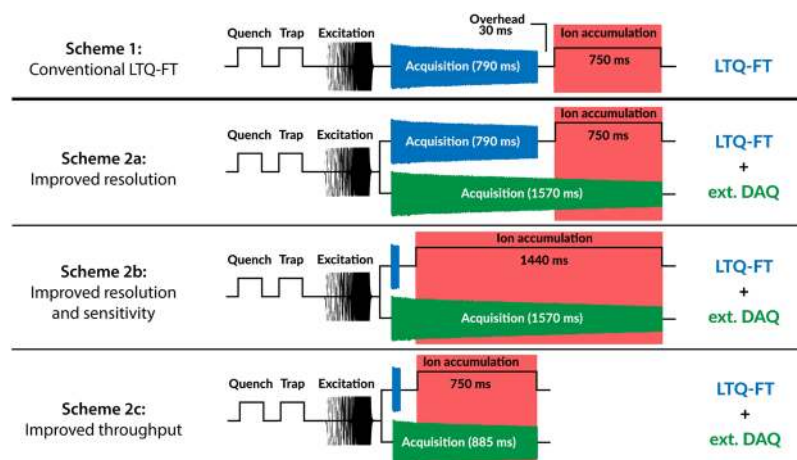 Overhead
30 ms
Quench Trap Excitation Ion accumulation
Scheme 1:
Conventional LTQ-FT
Acquisition (790 ms) 750 ms LTQ-FT
Quench Trap Excitation Ion accumulation
Acquisition (790 ms) 750 ms LTQ-FT
Scheme 2a:
Improved resolution
+
Acquisition (1570 ms) ext. DAQ
Quench Trap Excitation Ion accumulation
1440 ms
Scheme 2b:
Improved resolution
and sensitivity
LTQ-FT
+
Acquisition (1570 ms) ext. DAQ
Quench Trap Excitation Ion accumulation
750 ms LTQ-FT
Scheme 2c:
Improved throughput
+
Acquisition (885 ms) ext. DAQ